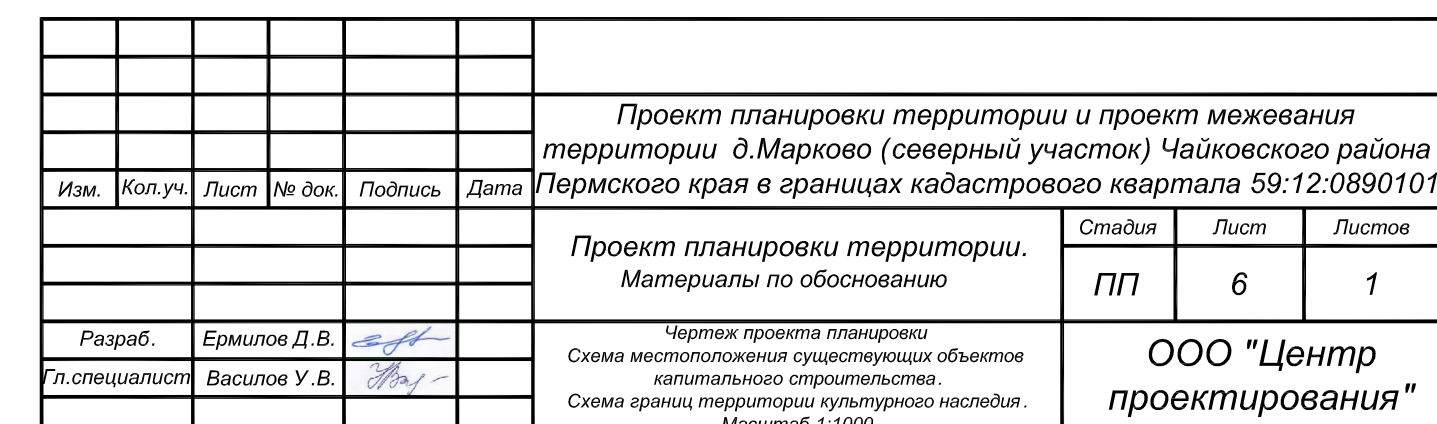 Проект планировки территории и проект межевания
территории д.Марково (северный участок) Чайковского района
Пермского края в границах кадастрового квартала 59:12:0890101
Изм. Кол.уч. Лист № док. Подпись Дата
Проект планировки территории.
Материалы по обоснованию
Стадия Лист Листов
ПП 6 1
Разраб. Ермилов Д.В.
Гл.специалист Василов У.В.
Чертеж проекта планировки
Схема местоположения существующих объектов
капитального строительства.
Схема границ территории культурного наследия.
Масштаб 1:1000
ООО "Центр
проектирования"